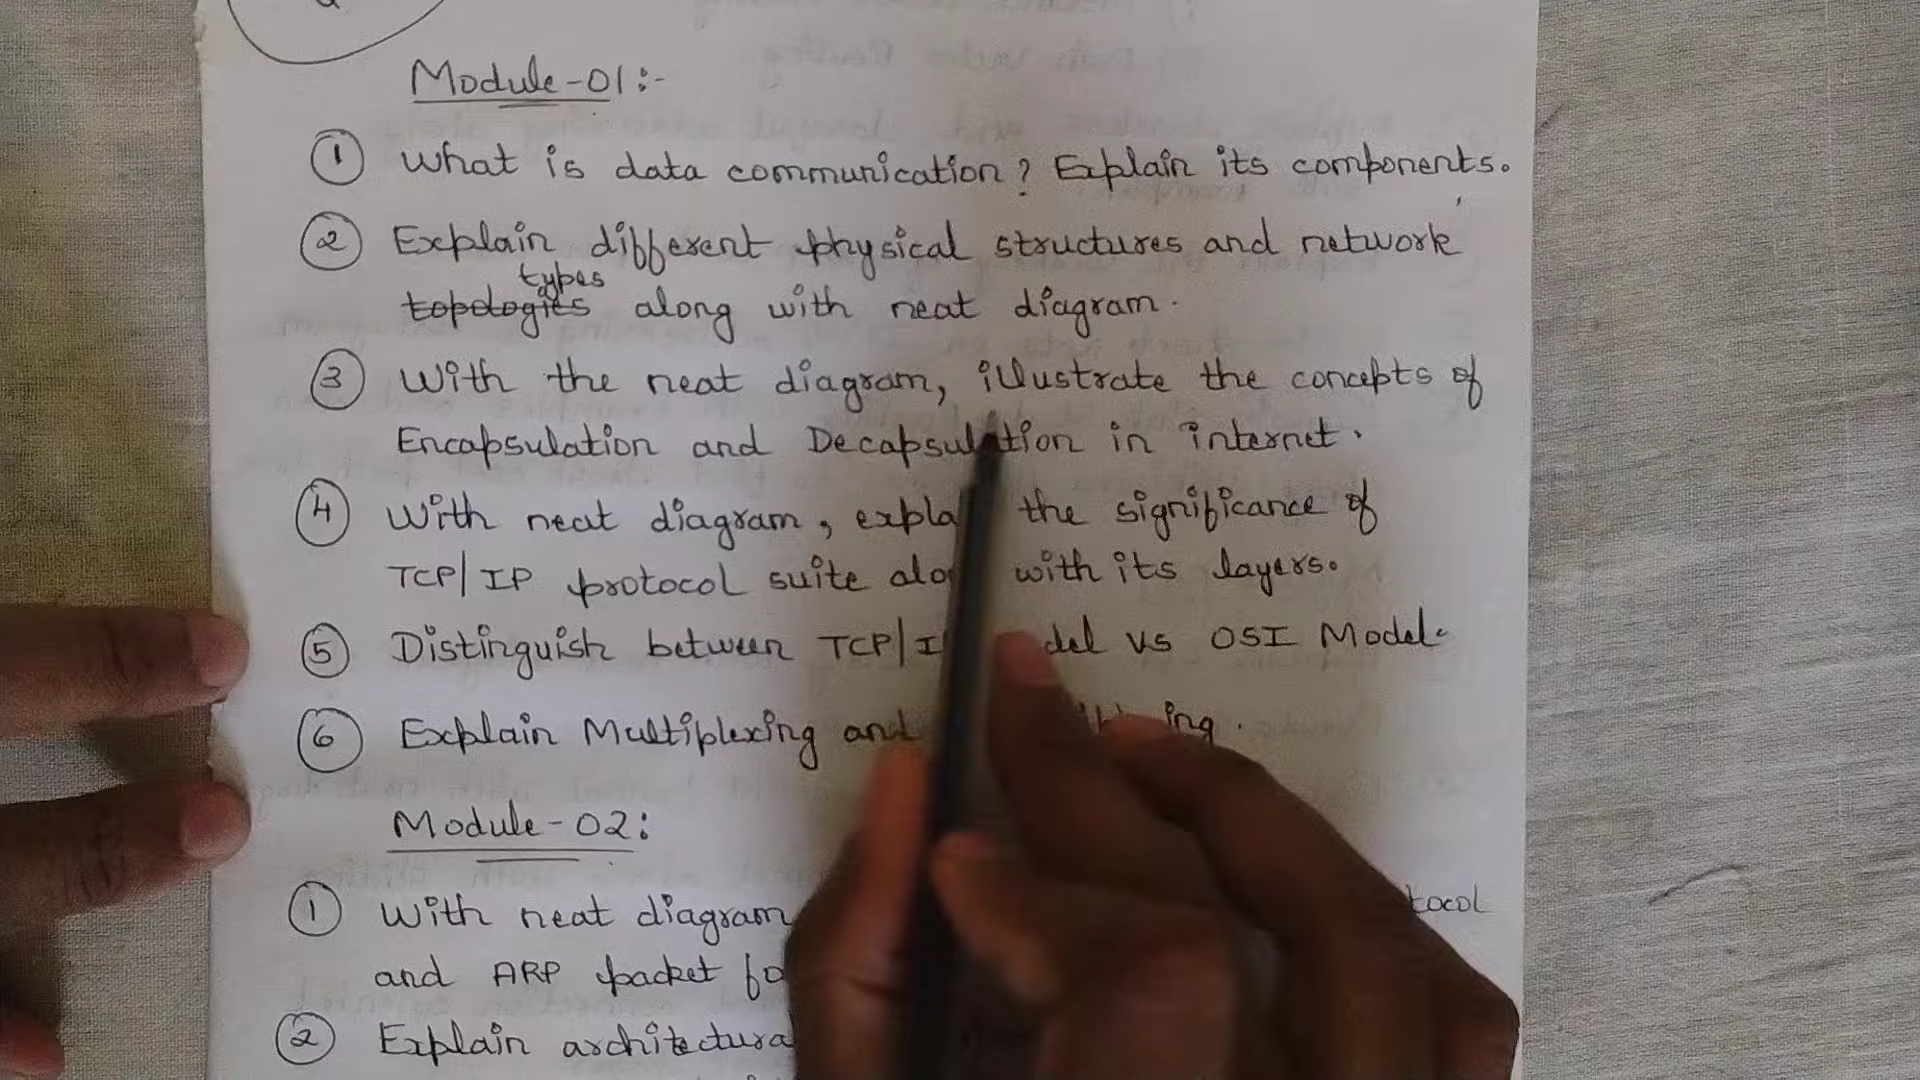 Module-01:-
① What is data communication? Explain its components.
② Explain different physical structures and network
types
topologies along with neat diagram.
③ With the neat diagram, illustrate the concepts of
Encapsulation and Decapsulation in internet.
④ With neat diagram, expla the significance of
TCP/IP protocol suite alo with its layers.
⑤ Distinguish between TCP/I del vs OSI Model.
⑥ Explain Multiplexing and ing.
Module-02:
① With neat diagram tocol
and ARP packet fo
② Explain architectura